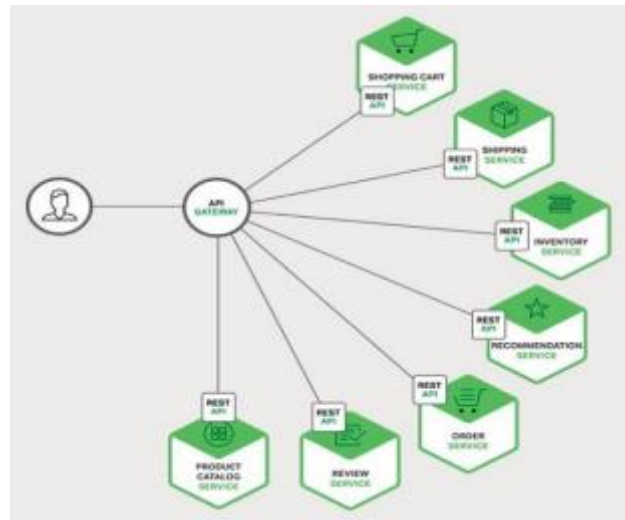 SHOPPING CART
SERVICE
REST
API
SHIPPING
SERVICE
REST
API
API
GATEWAY
REST
API
INVENTORY
SERVICE
REST
API
RECOMMENDATION
SERVICE
REST
API
ORDER
SERVICE
REST
API
PRODUCT
CATALOG
SERVICE
REST
API
REVIEW
SERVICE